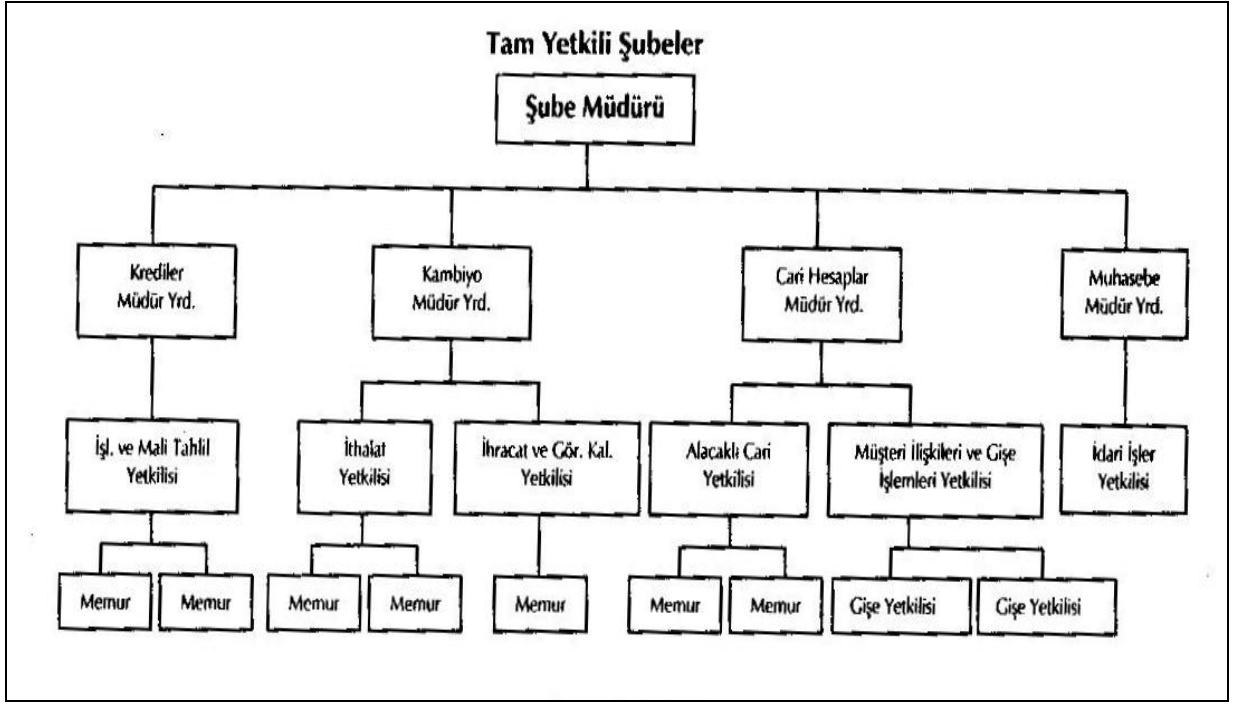 Tam Yetkili Şubeler
Şube Müdürü
Krediler
Müdür Yrd.
Kambiyo
Müdür Yrd.
Cari Hesaplar
Müdür Yrd.
Muhasebe
Müdür Yrd.
İşl. ve Mali Tahlil
Yetkilisi
İthalat
Yetkilisi
İhracat ve Gör. Kal.
Yetkilisi
Alacaklı Cari
Yetkilisi
Müşteri İlişkileri ve Gişe
İşlemleri Yetkilisi
İdari İşler
Yetkilisi
Memur
Memur
Memur
Memur
Memur
Memur
Memur
Gişe Yetkilisi
Gişe Yetkilisi